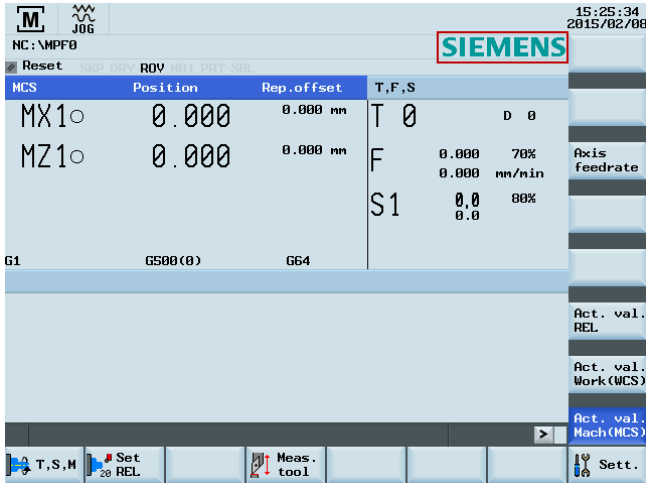 M
JOG
15:25:34
2015/02/08
NC:\MPF0
SIEMENS
Reset SKP DRY ROV M01 PRT SBL
MCS Position Rep.offset T,F,S
MX1 0.000 0.000 mm T 0 D 0
MZ1 0.000 0.000 mm F 0.000 70%
0.000 mm/min
S1 0.0 80%
0.0
G1 G500(0) G64
Axis
feedrate
Act. val.
REL
Act. val.
Work(WCS)
Act. val.
Mach(MCS)
>
T,S,M
Set
20 REL
Meas.
tool
Sett.